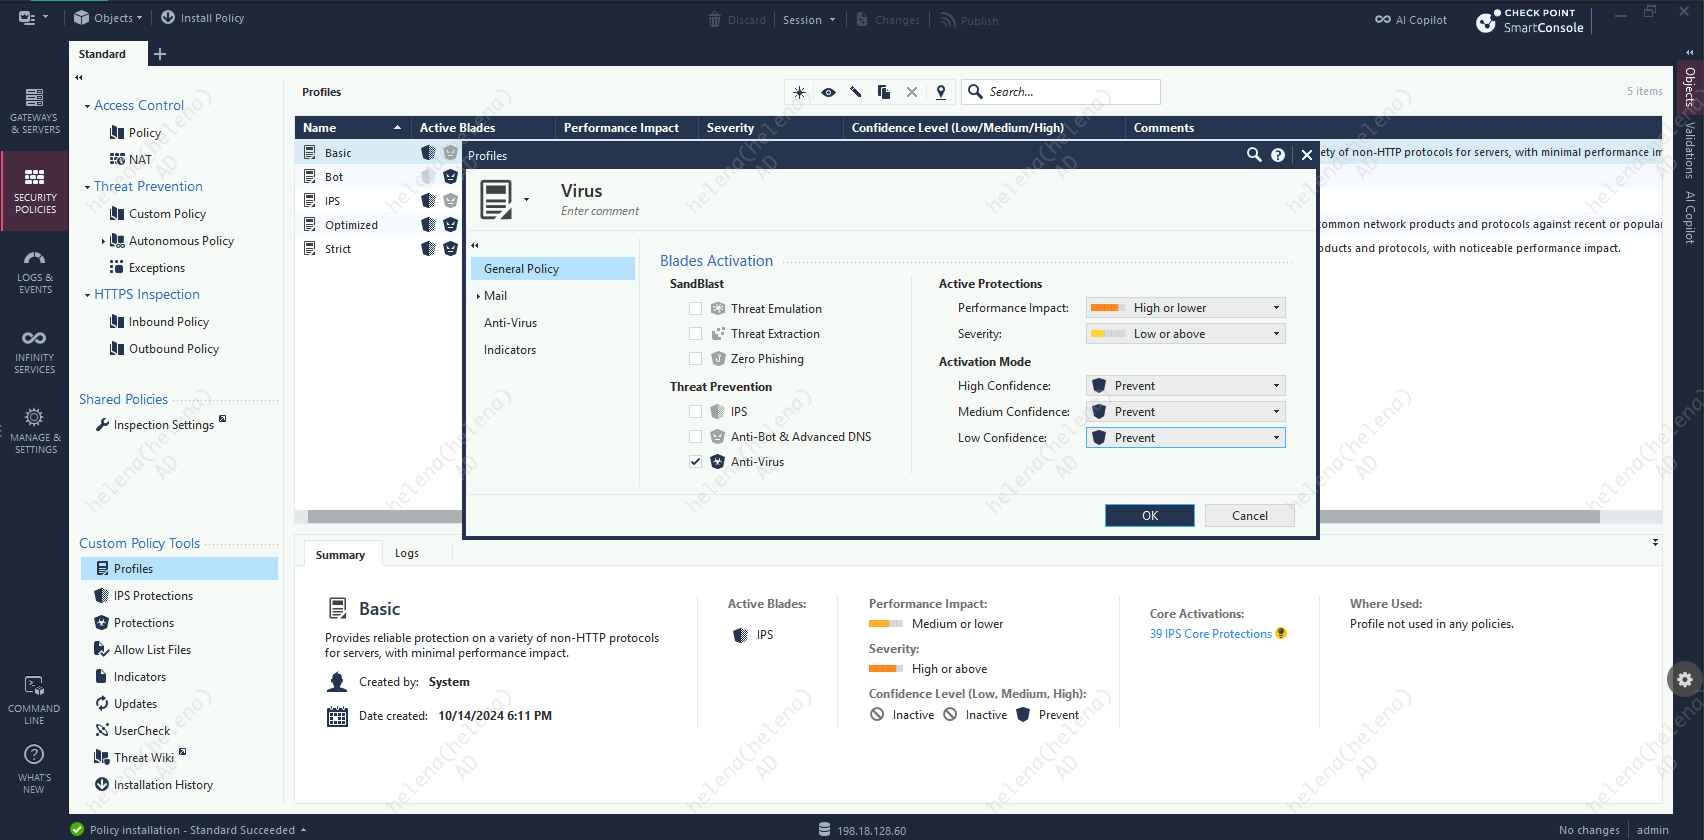 Objects
Install Policy
Discard
Session
Changes
Publish
AI Copilot
CHECK POINT
SmartConsole
Standard
GATEWAYS
& SERVERS
SECURITY
POLICIES
LOGS &
EVENTS
INFINITY
SERVICES
MANAGE &
SETTINGS
COMMAND
LINE
WHAT'S
NEW
Access Control
Policy
NAT
Threat Prevention
Custom Policy
Autonomous Policy
Exceptions
HTTPS Inspection
Inbound Policy
Outbound Policy
Shared Policies
Inspection Settings
Custom Policy Tools
Profiles
IPS Protections
Protections
Allow List Files
Indicators
Updates
UserCheck
Threat Wiki
Installation History
Profiles
Search...
5 items
Name
Active Blades
Performance Impact
Severity
Confidence Level (Low/Medium/High)
Comments
Basic
ety of non-HTTP protocols for servers, with minimal performance im
Bot
IPS
Optimized
ommon network products and protocols against recent or popular
Strict
oducts and protocols, with noticeable performance impact.
Profiles
Virus
Enter comment
General Policy
Mail
Anti-Virus
Indicators
Blades Activation
SandBlast
Threat Emulation
Threat Extraction
Zero Phishing
Threat Prevention
IPS
Anti-Bot & Advanced DNS
Anti-Virus
Active Protections
Performance Impact:
High or lower
Severity:
Low or above
Activation Mode
High Confidence:
Prevent
Medium Confidence:
Prevent
Low Confidence:
Prevent
OK
Cancel
Summary
Logs
Basic
Provides reliable protection on a variety of non-HTTP protocols
for servers, with minimal performance impact.
Created by: System
Date created: 10/14/2024 6:11 PM
Active Blades:
IPS
Performance Impact:
Medium or lower
Severity:
High or above
Confidence Level (Low, Medium, High):
Inactive
Inactive
Prevent
Core Activations:
39 IPS Core Protections
Where Used:
Profile not used in any policies.
Objects
Validations
AI Copilot
helena(helena)
AD
Policy installation - Standard Succeeded
198.18.128.60
No changes
admin